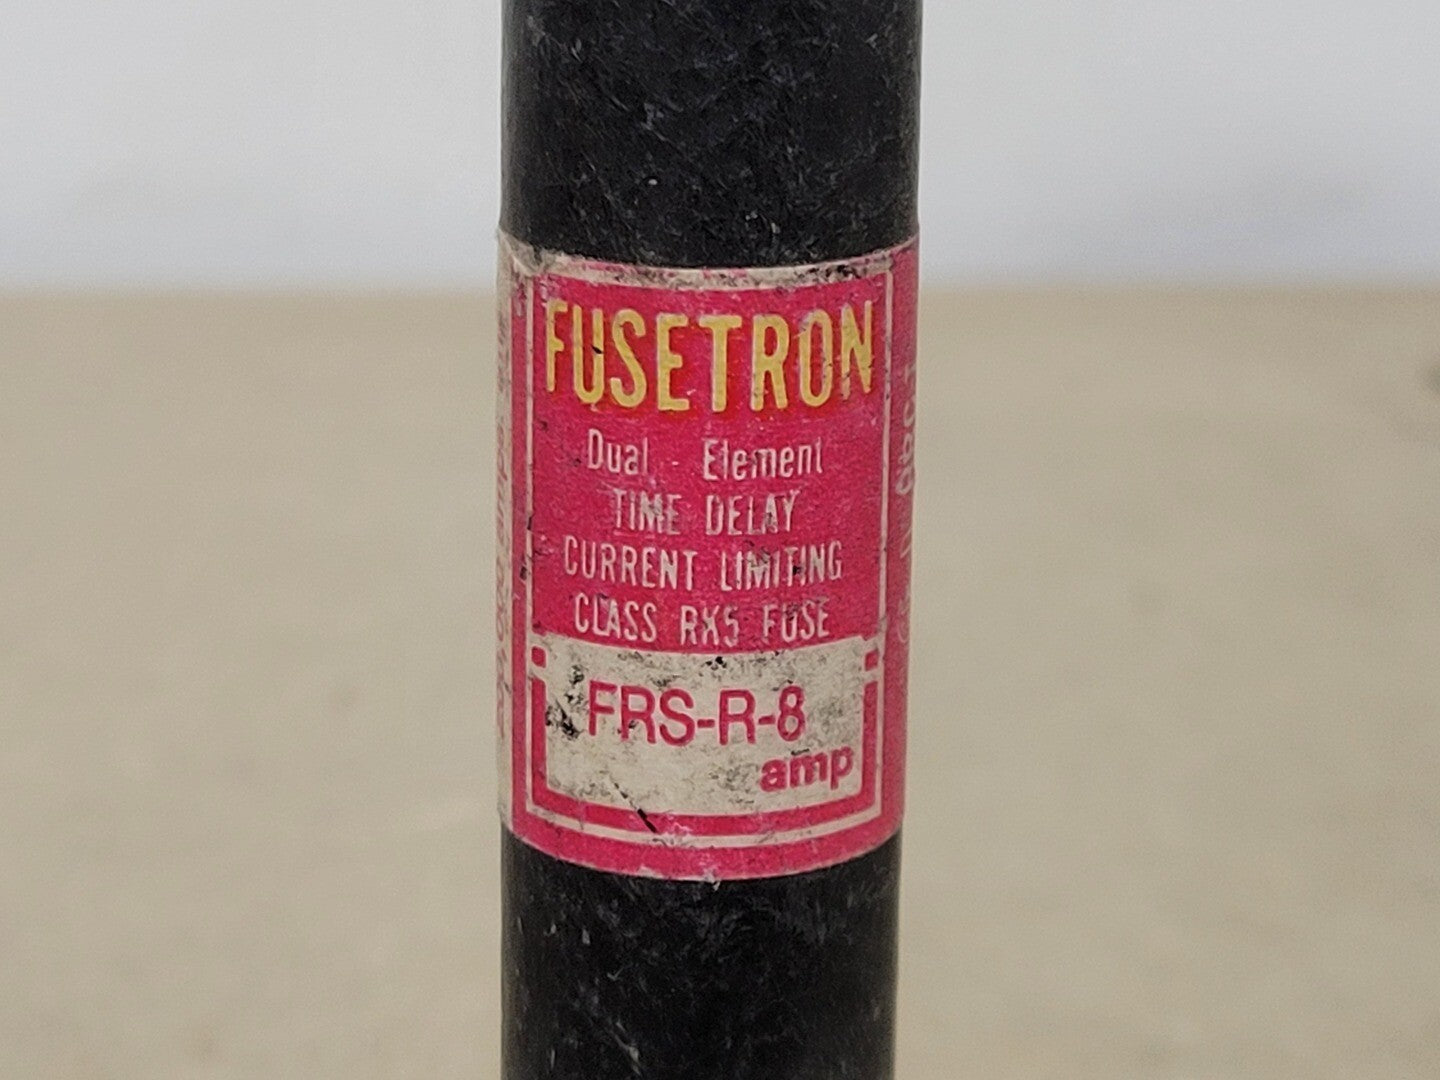 FUSETRON
Dual - Element
TIME DELAY
CURRENT LIMITING
CLASS RK5 FUSE
FRS-R-8
amp